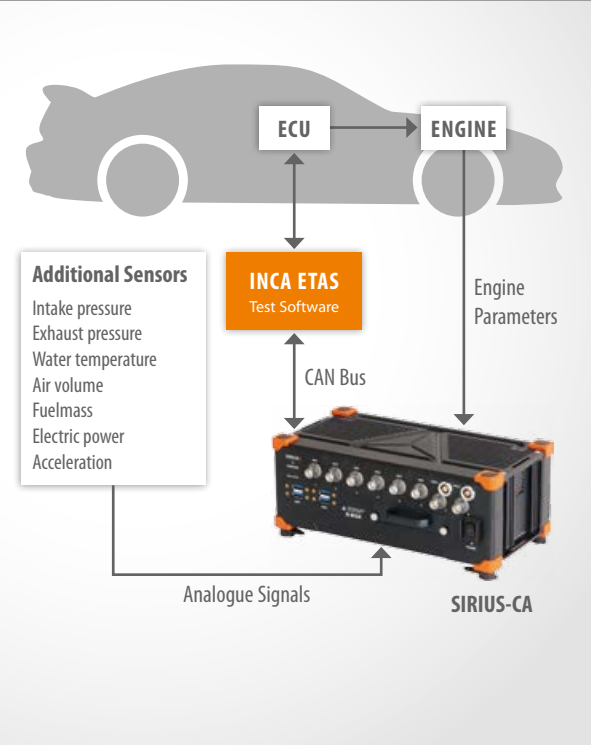 ECU
ENGINE
Additional Sensors
Intake pressure
Exhaust pressure
Water temperature
Air volume
Fuelmass
Electric power
Acceleration
INCA ETAS
Test Software
Engine
Parameters
CAN Bus
Analogue Signals
SIRIUS-CA